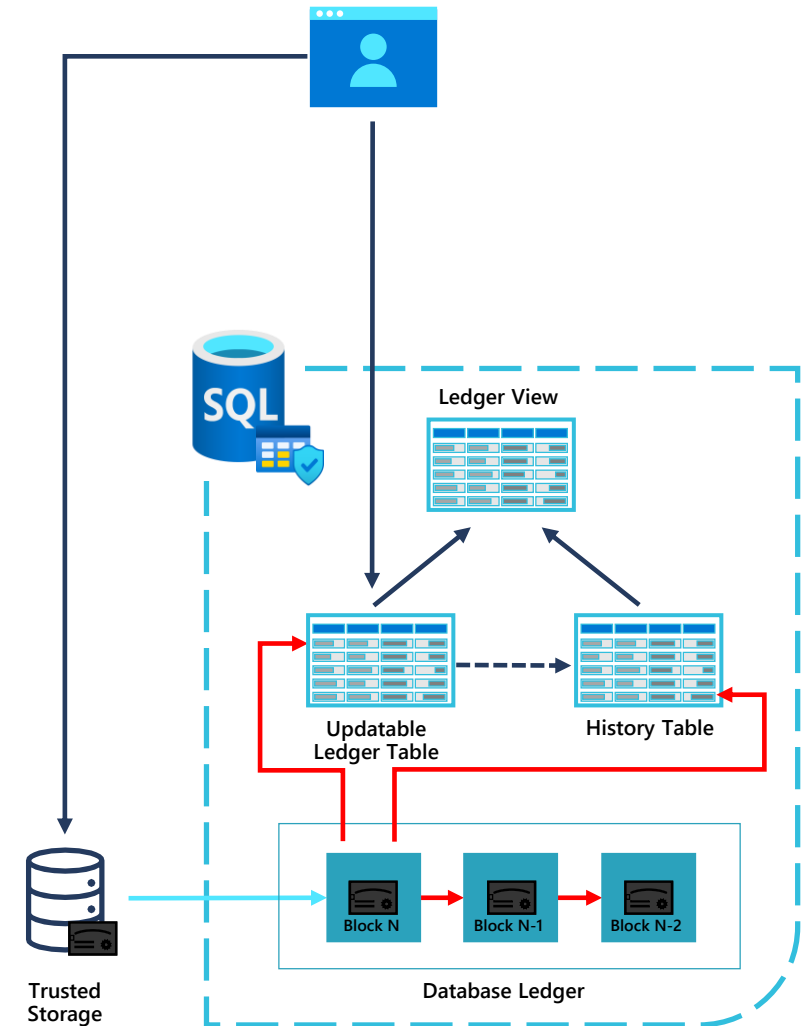 SQL
Ledger View
Updatable
Ledger Table
History Table
Block N
Block N-1
Block N-2
Trusted
Storage
Database Ledger